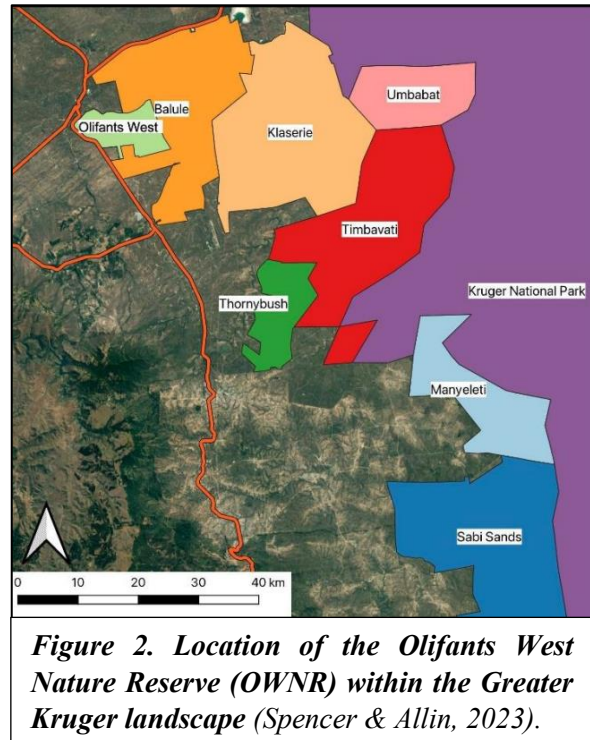 Umbabat
Balule
Olifants West
Klaserie
Timbavati
Kruger National Park
Thornybush
Manyeleti
Sabi Sands
0 10 20 30 40 km
Figure 2. Location of the Olifants West
Nature Reserve (OWNR) within the Greater
Kruger landscape (Spencer & Allin, 2023).